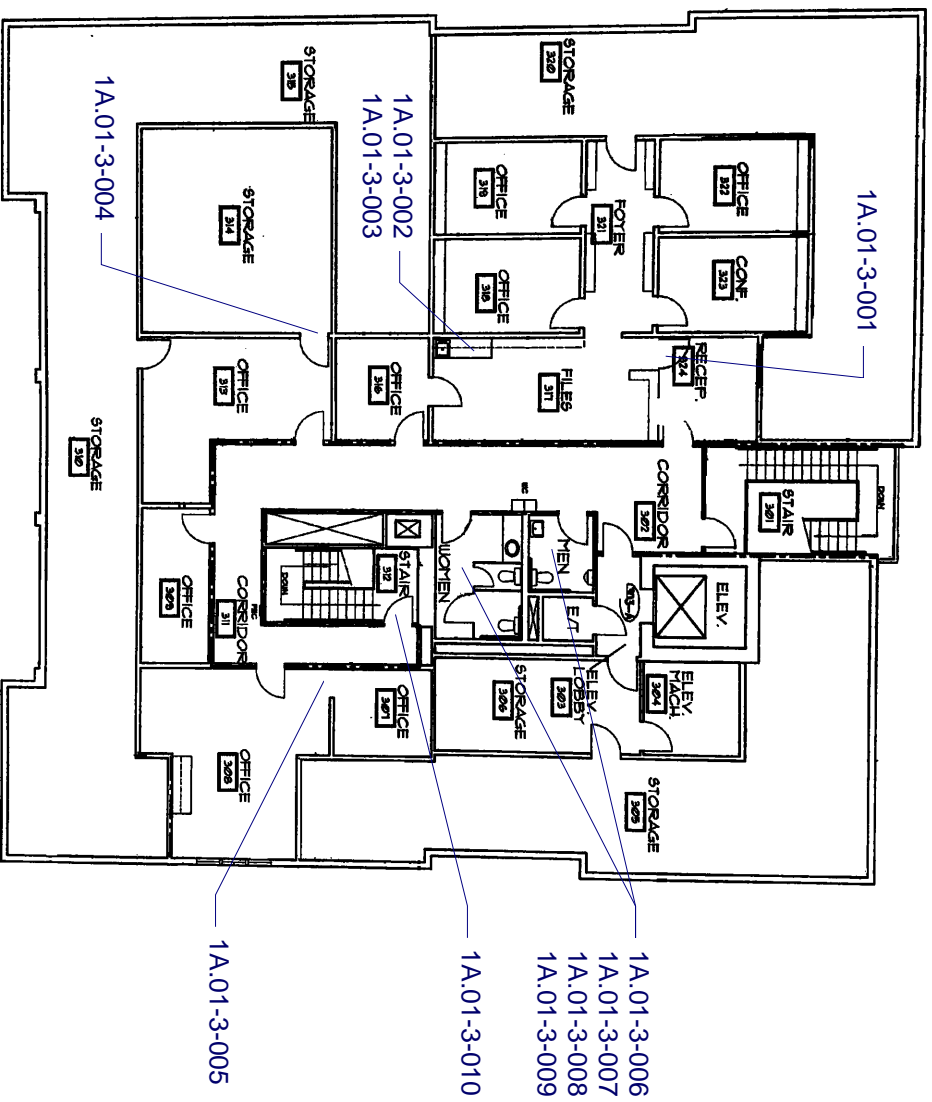 1A.01-3-001
STORAGE
320
OFFICE
322
CONF.
323
FOYER
321
OFFICE
319
OFFICE
318
RECEP.
324
FILES
317
1A.01-3-002
1A.01-3-003
STORAGE
315
STORAGE
314
1A.01-3-004
OFFICE
316
OFFICE
313
STORAGE
310
STAIR
301
DOWN
CORRIDOR
302
ELEV.
MEN
WOMEN
E/T
STAIR
312
DOWN
CORRIDOR
311
OFFICE
309
ELEV.
MACH.
304
ELEV.
LOBBY
303
STORAGE
306
OFFICE
307
OFFICE
308
STORAGE
305
1A.01-3-006
1A.01-3-007
1A.01-3-008
1A.01-3-009
1A.01-3-010
1A.01-3-005